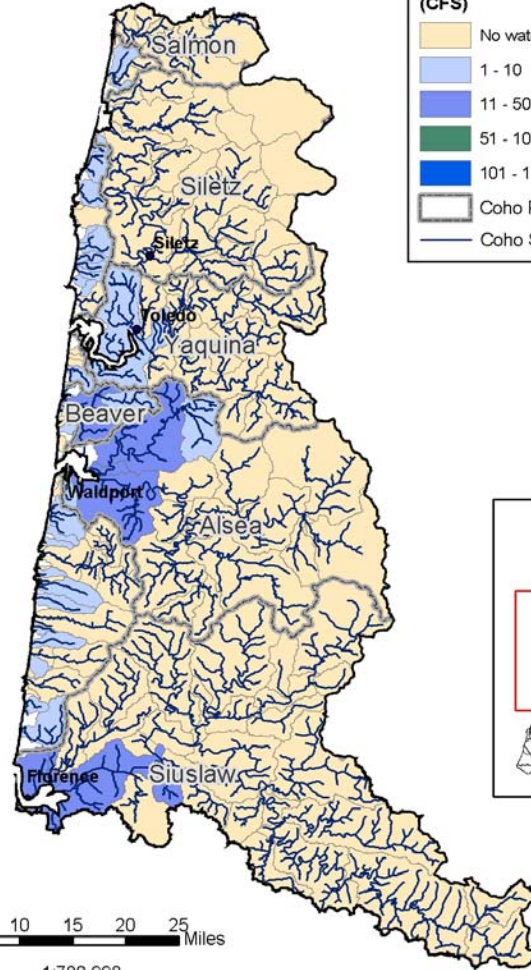 (CFS)
No wat
1 - 10
11 - 50
51 - 10
101 - 1
Coho P
Coho S
Salmon
Siletz
Siletz
Toledo
Yaquina
Beaver
Waldport
Alsea
Florence
Siuslaw
10 15 20 25
Miles